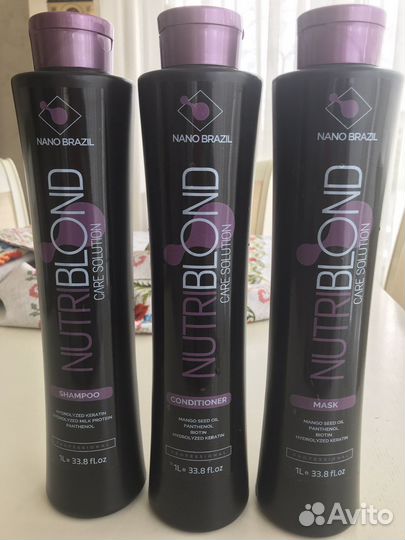 NANO BRAZIL
NUTRIBLOND
CARE SOLUTION
SHAMPOO
HYDROLYZED KERATIN
HYDROLYZED MILK PROTEIN
PANTHENOL
PROFESSIONAL
1L e 33.8 fl.oz
NANO BRAZIL
NUTRIBLOND
CARE SOLUTION
CONDITIONER
MANGO SEED OIL
PANTHENOL
BIOTIN
HYDROLYZED KERATIN
PROFESSIONAL
1L e 33.8 fl.oz
NANO BRAZIL
NUTRIBLOND
CARE SOLUTION
MASK
MANGO SEED OIL
PANTHENOL
BIOTIN
HYDROLYZED KERATIN
PROFESSIONAL
1L e 33.8 fl.oz
Avito